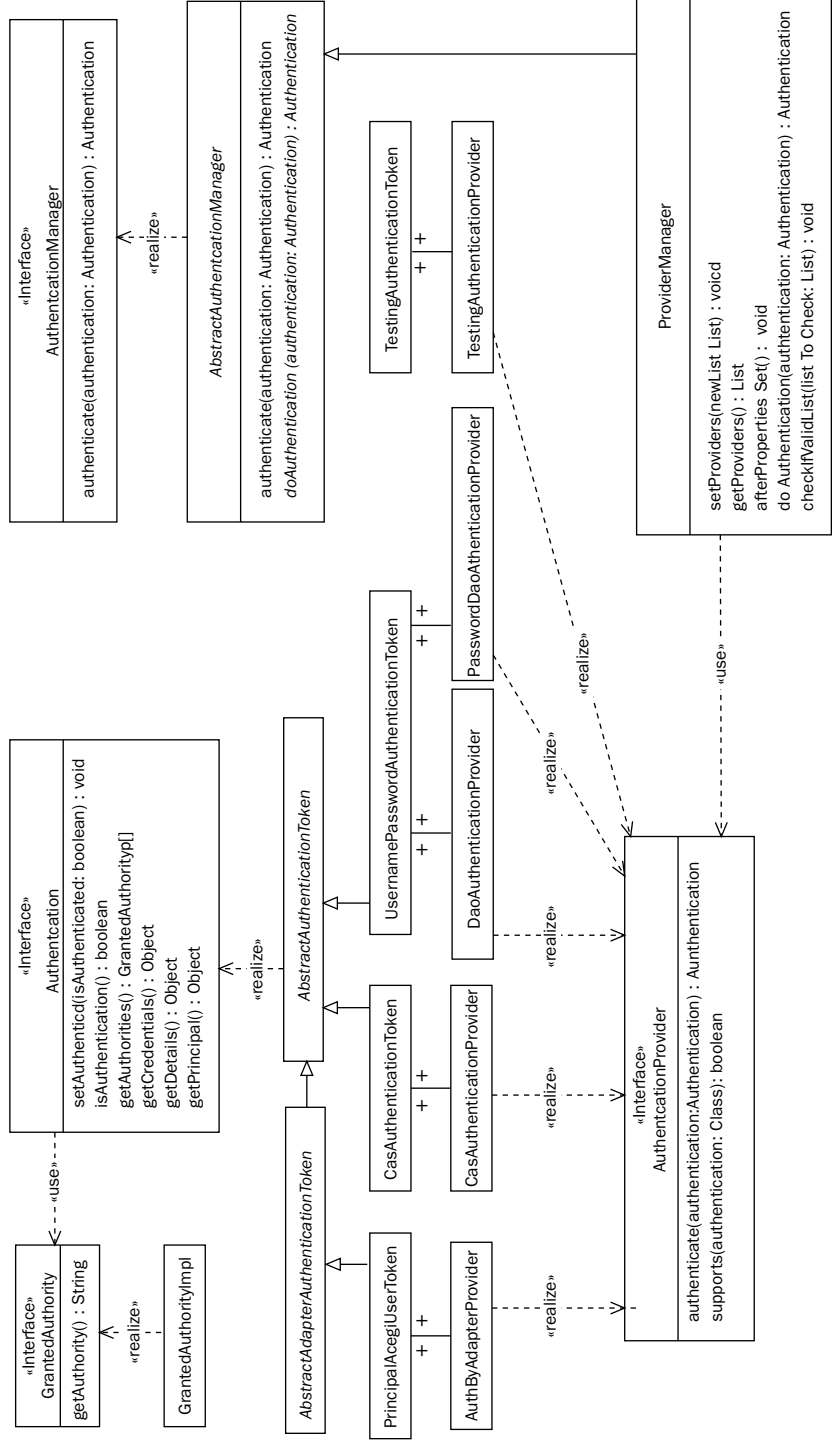 «Interface»
GrantedAuthority
getAuthority() : String
«realize»
GrantedAuthorityImpl
«use»
«Interface»
Authentcation
setAuthenticd(isAuthenticated: boolean) : void
isAuthentication() : boolean
getAuthorities() : GrantedAuthorityp[]
getCredentials() : Object
getDetails() : Object
getPrincipal() : Object
«realize»
«Interface»
AuthentcationManager
authenticate(authentication: Authentication) : Authentication
«realize»
AbstractAuthentcationManager
authenticate(authentication: Authentication) : Authentication
doAuthentication (authentication: Authentication) : Authentication
AbstractAdapterAuthenticationToken
AbstractAuthenticationToken
PrincipalAcegiUserToken
CasAuthenticationToken
UsernamePasswordAuthenticationToken
TestingAuthenticationToken
+ +
+ +
+ +
+ +
+ +
AuthByAdapterProvider
CasAuthenticationProvider
DaoAuthenticationProvider
PasswordDaoAthenticationProvider
TestingAuthenticationProvider
«realize»
«realize»
«realize»
«realize»
«realize»
«Interface»
AuthentcationProvider
authenticate(authentication:Authentication) : Aunthentication
supports(authentication: Class): boolean
«use»
ProviderManager
setProviders(newList List) : voicd
getProviders() : List
afterProperties Set() : void
do Authentication(authtentication: Authentication) : Authentication
checkIfValidList(list To Check: List) : void